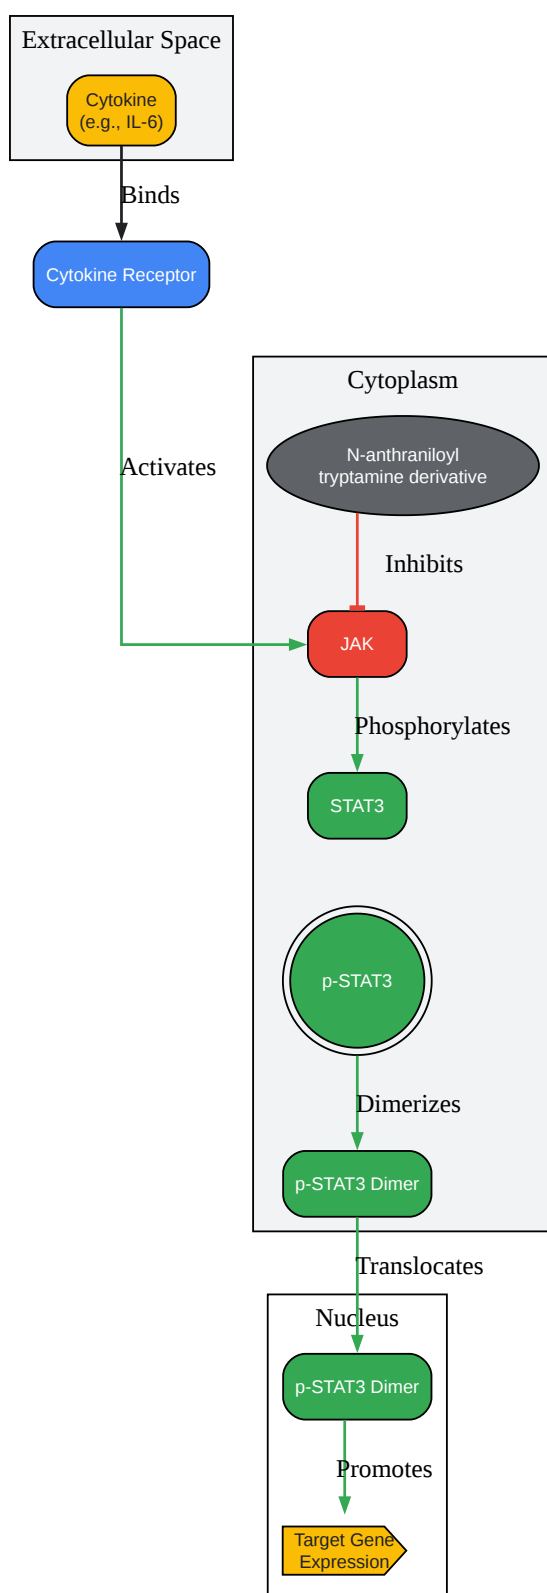 Extracellular Space
Cytokine
(e.g., IL-6)
Binds
Cytokine Receptor
Activates
Cytoplasm
N-anthraniloyl
tryptamine derivative
Inhibits
JAK
Phosphorylates
STAT3
p-STAT3
Dimerizes
p-STAT3 Dimer
Translocates
Nucleus
p-STAT3 Dimer
Promotes
Target Gene
Expression